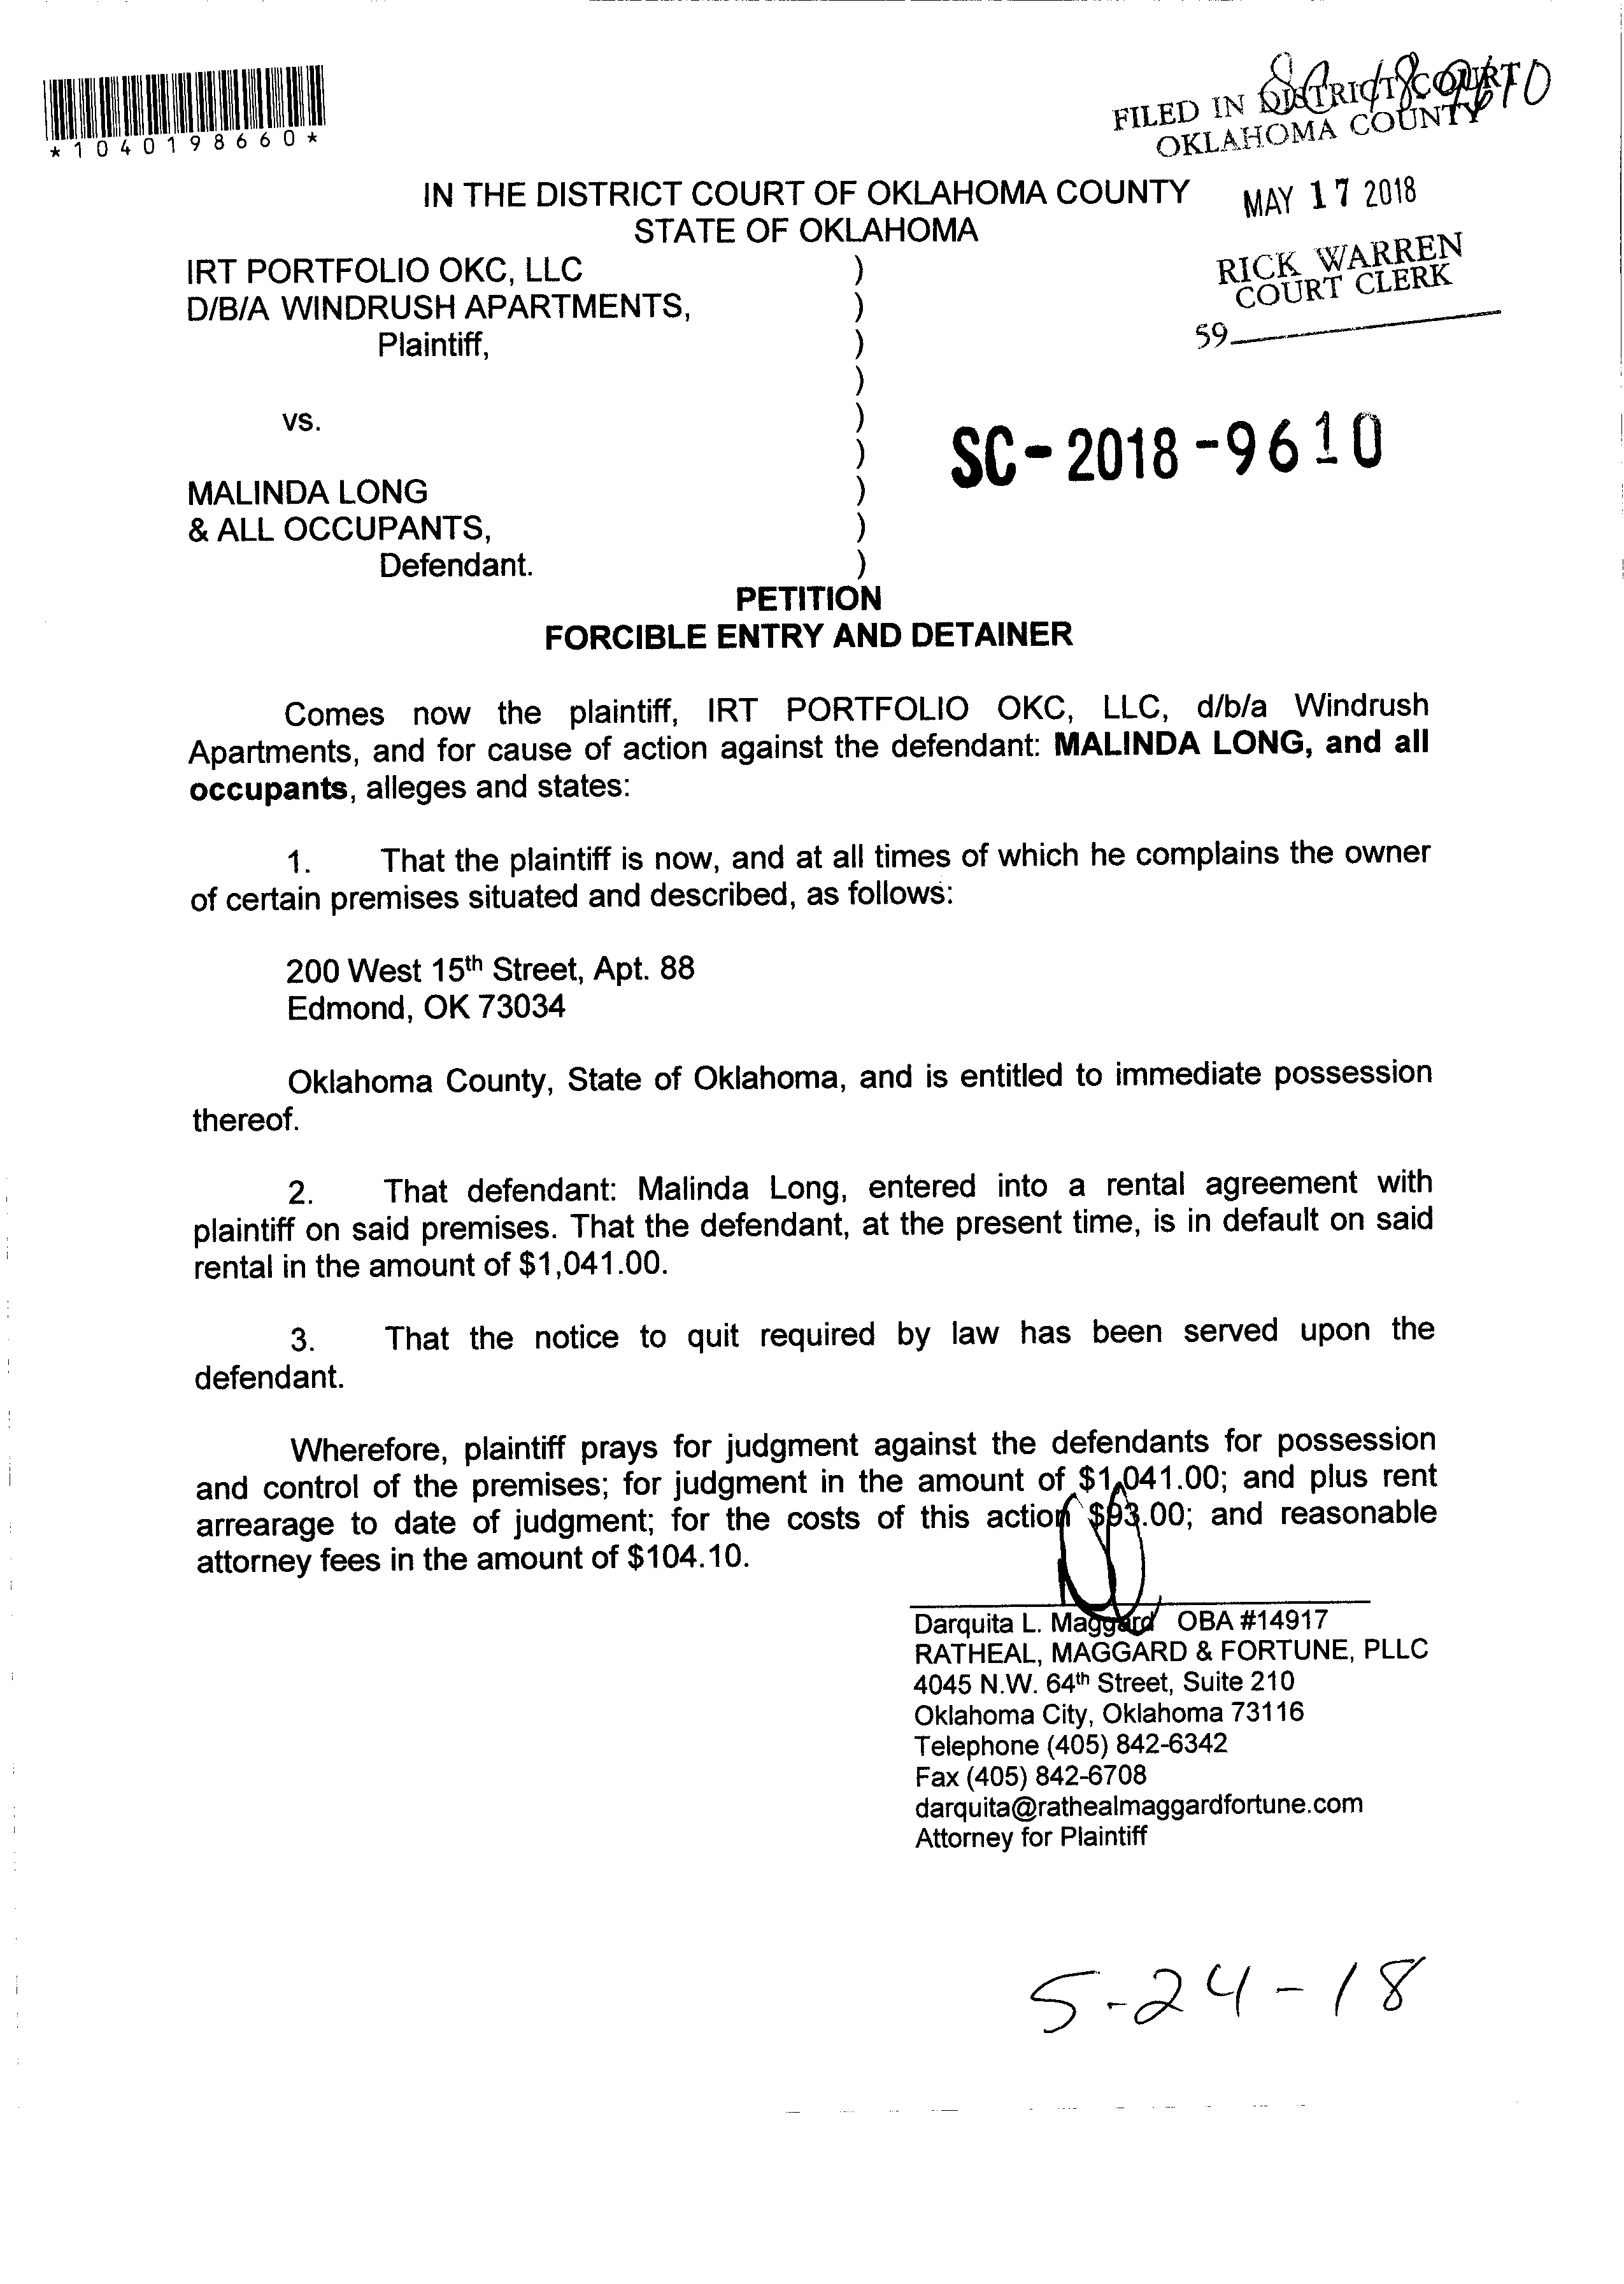 *1040198660*
SC-18-9610
FILED IN DISTRICT COURT
OKLAHOMA COUNTY
IN THE DISTRICT COURT OF OKLAHOMA COUNTY
STATE OF OKLAHOMA
MAY 17 2018
RICK WARREN
COURT CLERK
59
IRT PORTFOLIO OKC, LLC )
D/B/A WINDRUSH APARTMENTS, )
Plaintiff, )
)
vs. )
)
SC-2018-9610
MALINDA LONG )
& ALL OCCUPANTS, )
Defendant. )
PETITION
FORCIBLE ENTRY AND DETAINER
Comes now the plaintiff, IRT PORTFOLIO OKC, LLC, d/b/a Windrush
Apartments, and for cause of action against the defendant: MALINDA LONG, and all
occupants, alleges and states:
1. That the plaintiff is now, and at all times of which he complains the owner
of certain premises situated and described, as follows:
200 West 15th Street, Apt. 88
Edmond, OK 73034
Oklahoma County, State of Oklahoma, and is entitled to immediate possession
thereof.
2. That defendant: Malinda Long, entered into a rental agreement with
plaintiff on said premises. That the defendant, at the present time, is in default on said
rental in the amount of $1,041.00.
3. That the notice to quit required by law has been served upon the
defendant.
Wherefore, plaintiff prays for judgment against the defendants for possession
and control of the premises; for judgment in the amount of $1,041.00; and plus rent
arrearage to date of judgment; for the costs of this action $93.00; and reasonable
attorney fees in the amount of $104.10.
Darquita L. Maggard OBA #14917
RATHEAL, MAGGARD & FORTUNE, PLLC
4045 N.W. 64th Street, Suite 210
Oklahoma City, Oklahoma 73116
Telephone (405) 842-6342
Fax (405) 842-6708
darquita@rathealmaggardfortune.com
Attorney for Plaintiff
5-24-18